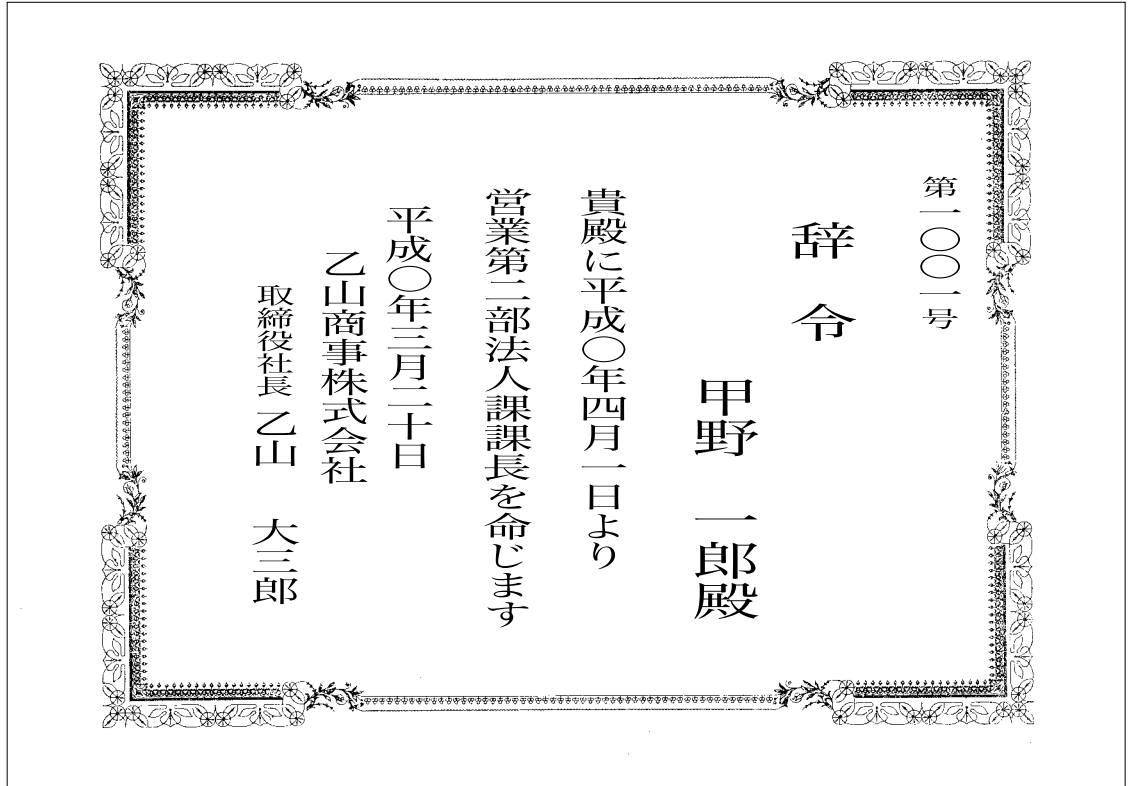 第一〇〇一号
辞　令
甲野　一郎殿
貴殿に平成〇年四月一日より
営業第二部法人課課長を命じます
平成〇年三月二十日
乙山商事株式会社
取締役社長 乙山　大三郎